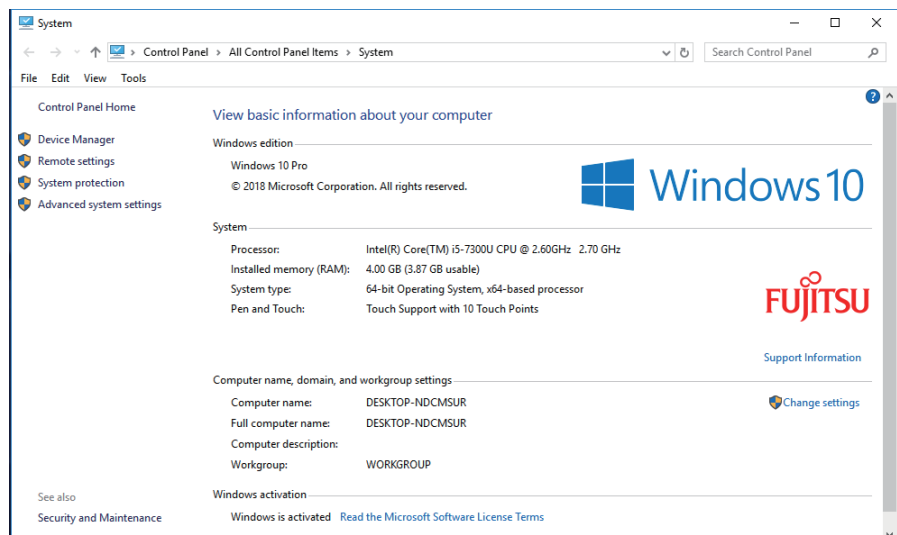 System
Control Panel > All Control Panel Items > System
Search Control Panel
File Edit View Tools
Control Panel Home
Device Manager
Remote settings
System protection
Advanced system settings
See also
Security and Maintenance
?
View basic information about your computer
Windows edition
Windows 10 Pro
© 2018 Microsoft Corporation. All rights reserved.
Windows 10
System
Processor: Intel(R) Core(TM) i5-7300U CPU @ 2.60GHz 2.70 GHz
Installed memory (RAM): 4.00 GB (3.87 GB usable)
System type: 64-bit Operating System, x64-based processor
Pen and Touch: Touch Support with 10 Touch Points
FUJITSU
Support Information
Computer name, domain, and workgroup settings
Computer name: DESKTOP-NDCMSUR
Change settings
Full computer name: DESKTOP-NDCMSUR
Computer description:
Workgroup: WORKGROUP
Windows activation
Windows is activated Read the Microsoft Software License Terms